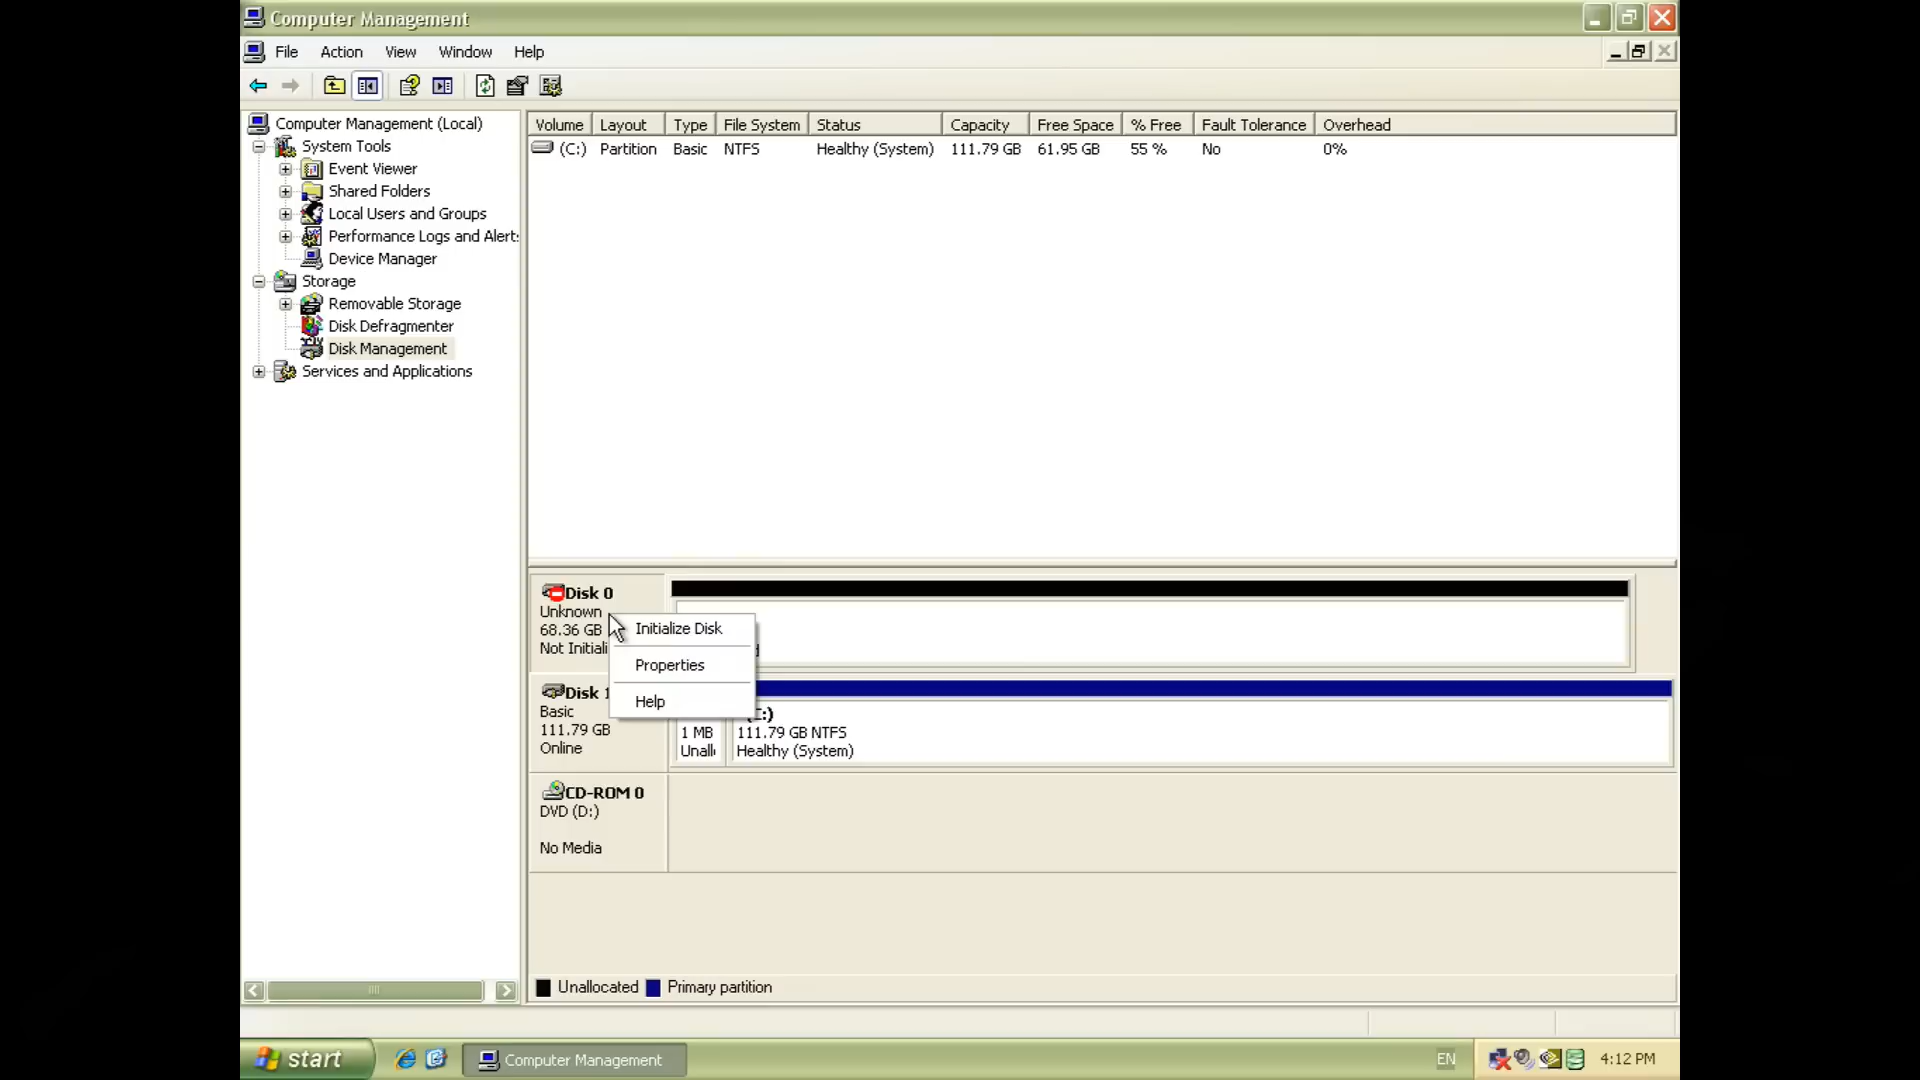 Computer Management
File Action View Window Help
Computer Management (Local)
System Tools
Event Viewer
Shared Folders
Local Users and Groups
Performance Logs and Alert
Device Manager
Storage
Removable Storage
Disk Defragmenter
Disk Management
Services and Applications
Volume Layout Type File System Status Capacity Free Space % Free Fault Tolerance Overhead
(C:) Partition Basic NTFS Healthy (System) 111.79 GB 61.95 GB 55 % No 0%
Disk 0
Unknown
68.36 GB
Not Initiali
Initialize Disk
Properties
Help
Disk 1
Basic
111.79 GB
Online
1 MB
Unall
(C:)
111.79 GB NTFS
Healthy (System)
CD-ROM 0
DVD (D:)
No Media
Unallocated Primary partition
start Computer Management EN 4:12 PM